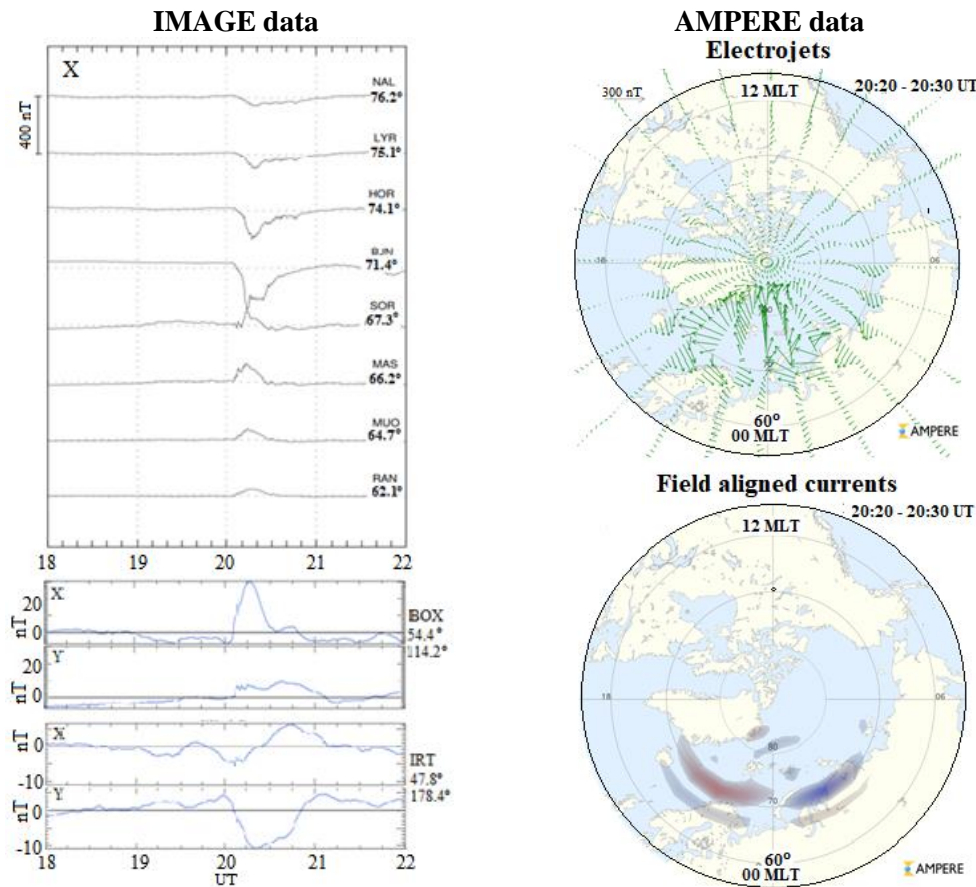 IMAGE data
X
400 nT
NAL
76.2°
LYR
75.1°
HOR
74.1°
BJN
71.4°
SOR
67.3°
MAS
66.2°
MUO
64.7°
RAN
62.1°
18 19 20 21 22
X
nT
20
0
BOX
54.4°
114.2°
Y
nT
20
0
X
nT
0
-10
IRT
47.8°
178.4°
Y
nT
0
-10
18 19 20 21 22
UT
AMPERE data
Electrojets
300 nT
12 MLT
20:20 - 20:30 UT
18
06
80
70
60°
00 MLT
AMPERE
Field aligned currents
20:20 - 20:30 UT
12 MLT
18
06
80
70
60°
00 MLT
AMPERE